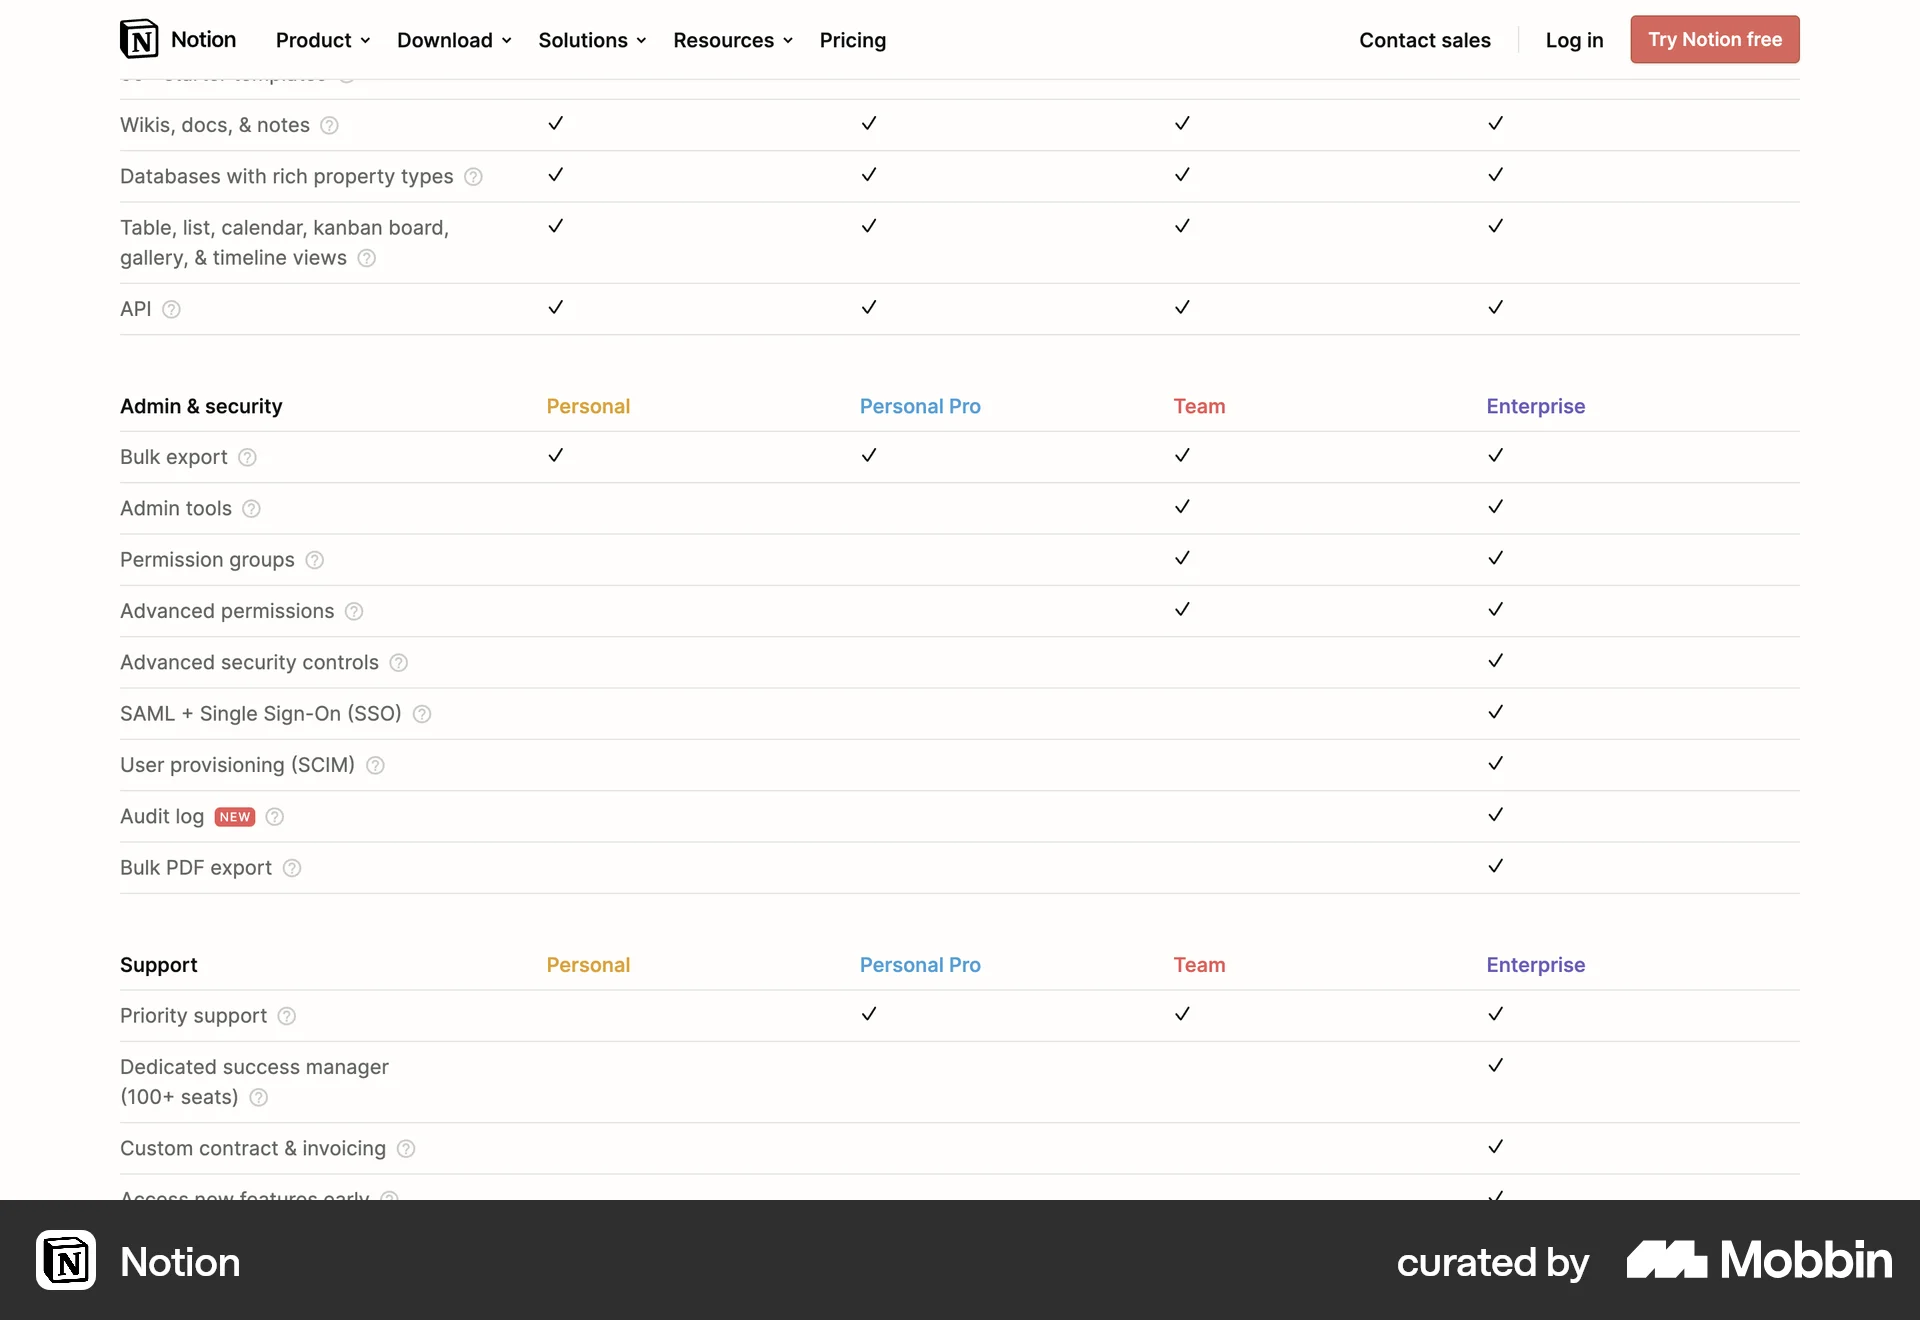 Notion Product Download Solutions Resources Pricing Contact sales Log in Try Notion free
Wikis, docs, & notes
Databases with rich property types
Table, list, calendar, kanban board,
gallery, & timeline views
API
Admin & security Personal Personal Pro Team Enterprise
Bulk export
Admin tools
Permission groups
Advanced permissions
Advanced security controls
SAML + Single Sign-On (SSO)
User provisioning (SCIM)
Audit log NEW
Bulk PDF export
Support Personal Personal Pro Team Enterprise
Priority support
Dedicated success manager
(100+ seats)
Custom contract & invoicing
Access new features early
Notion curated by Mobbin